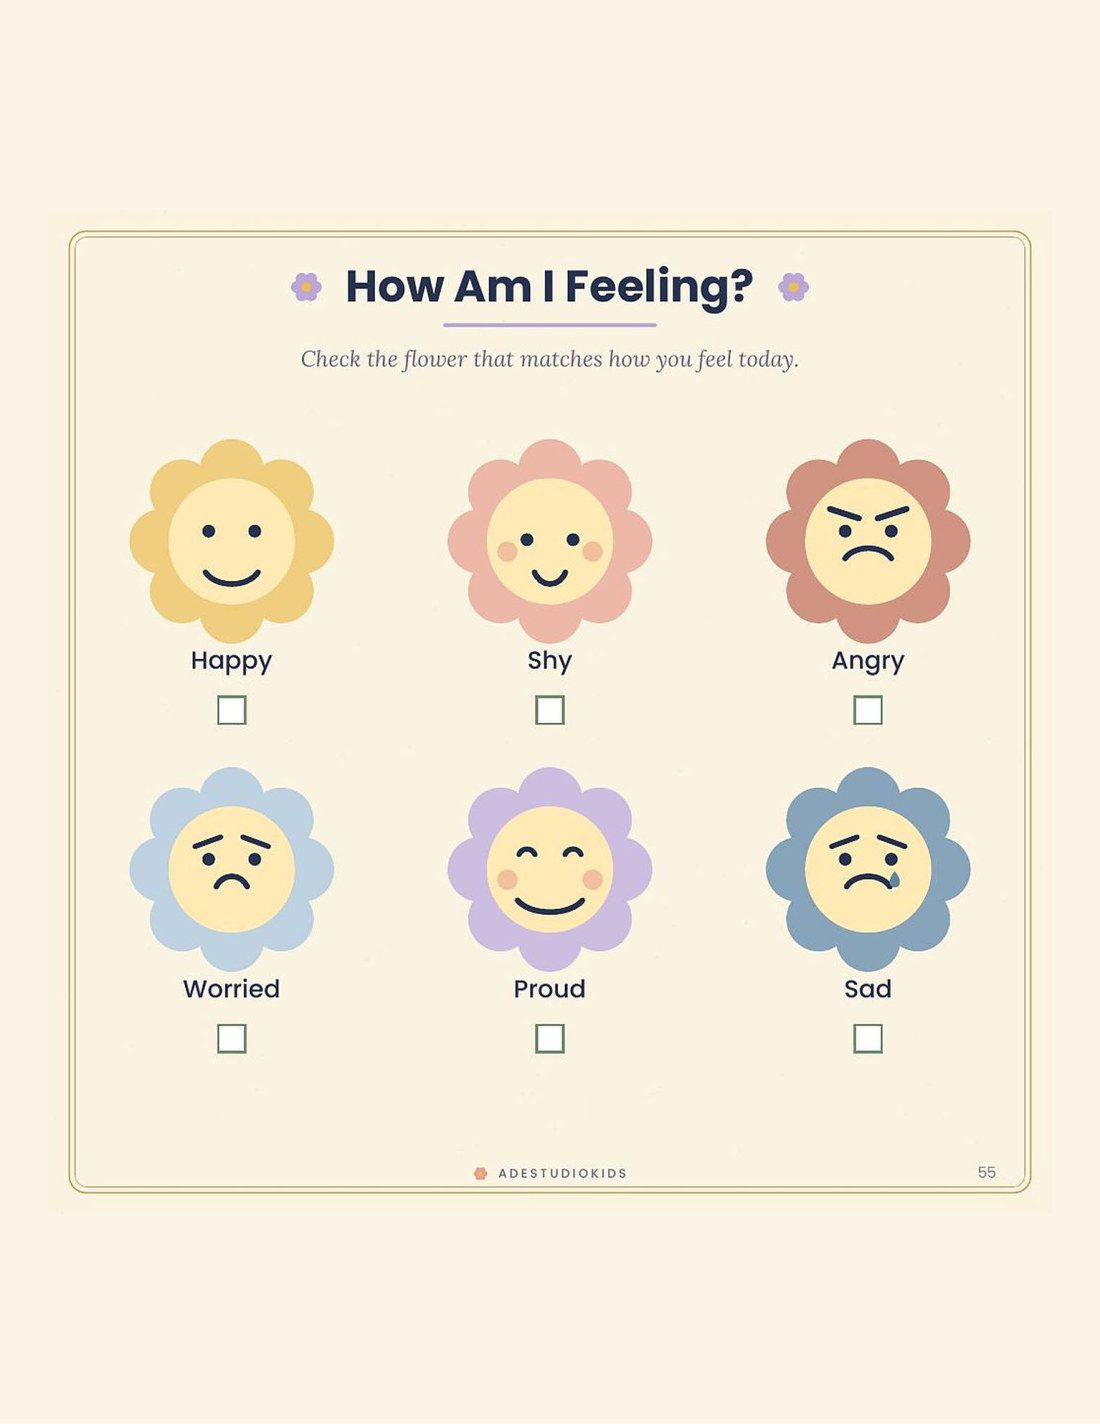 How Am I Feeling?
Check the flower that matches how you feel today.
Happy
Shy
Angry
Worried
Proud
Sad
ADESTUDIOKIDS
55